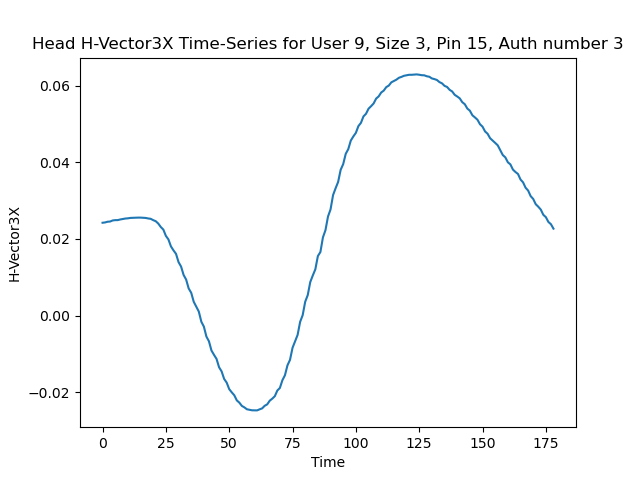 Head H-Vector3X Time-Series for User 9, Size 3, Pin 15, Auth number 3
H-Vector3X
0.06
0.04
0.02
0.00
−0.02
0 25 50 75 100 125 150 175
Time